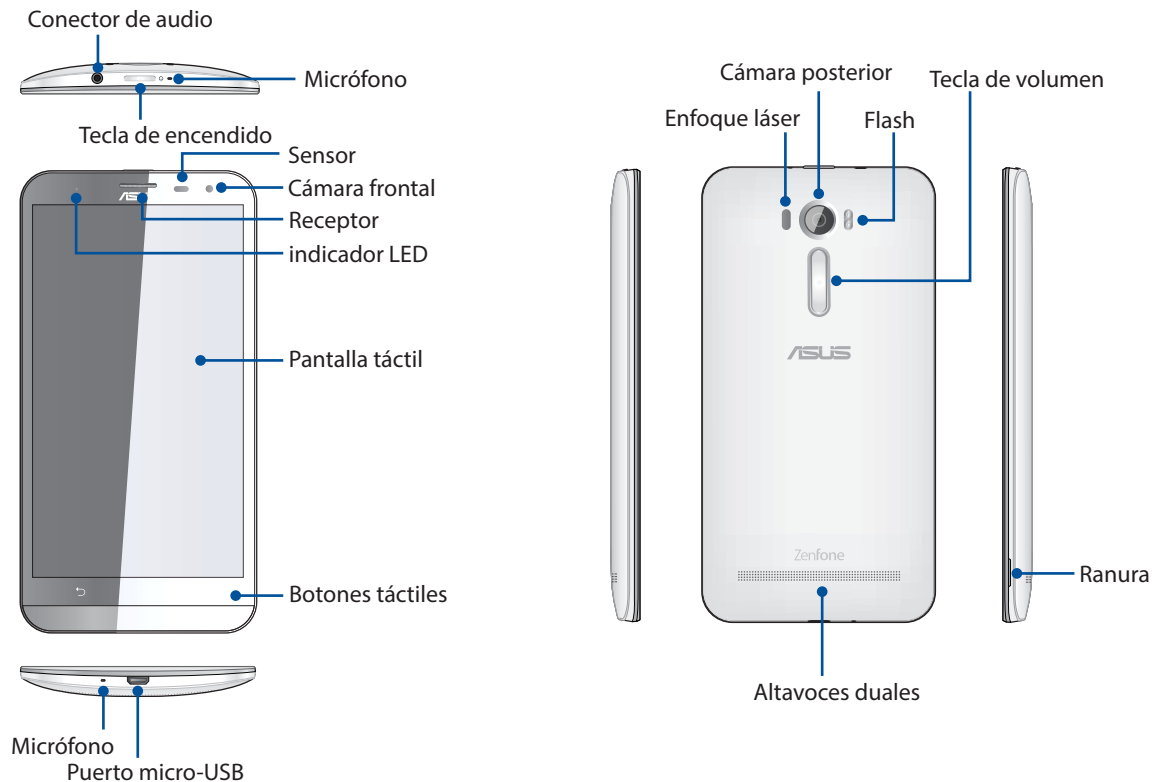 Conector de audio
Micrófono
Tecla de encendido
Sensor
Cámara frontal
Receptor
indicador LED
Pantalla táctil
Botones táctiles
Micrófono
Puerto micro-USB
Cámara posterior
Tecla de volumen
Enfoque láser
Flash
ASUS
Zenfone
Ranura
Altavoces duales